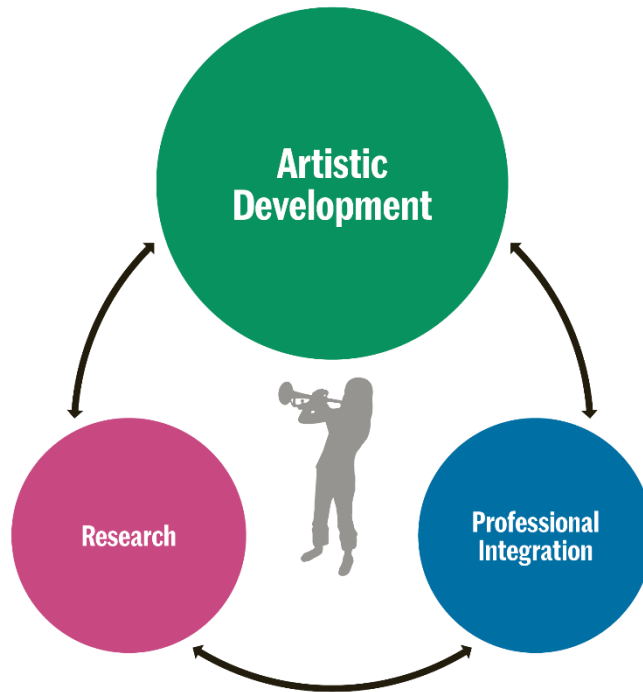 Artistic
Development
Research
Professional
Integration